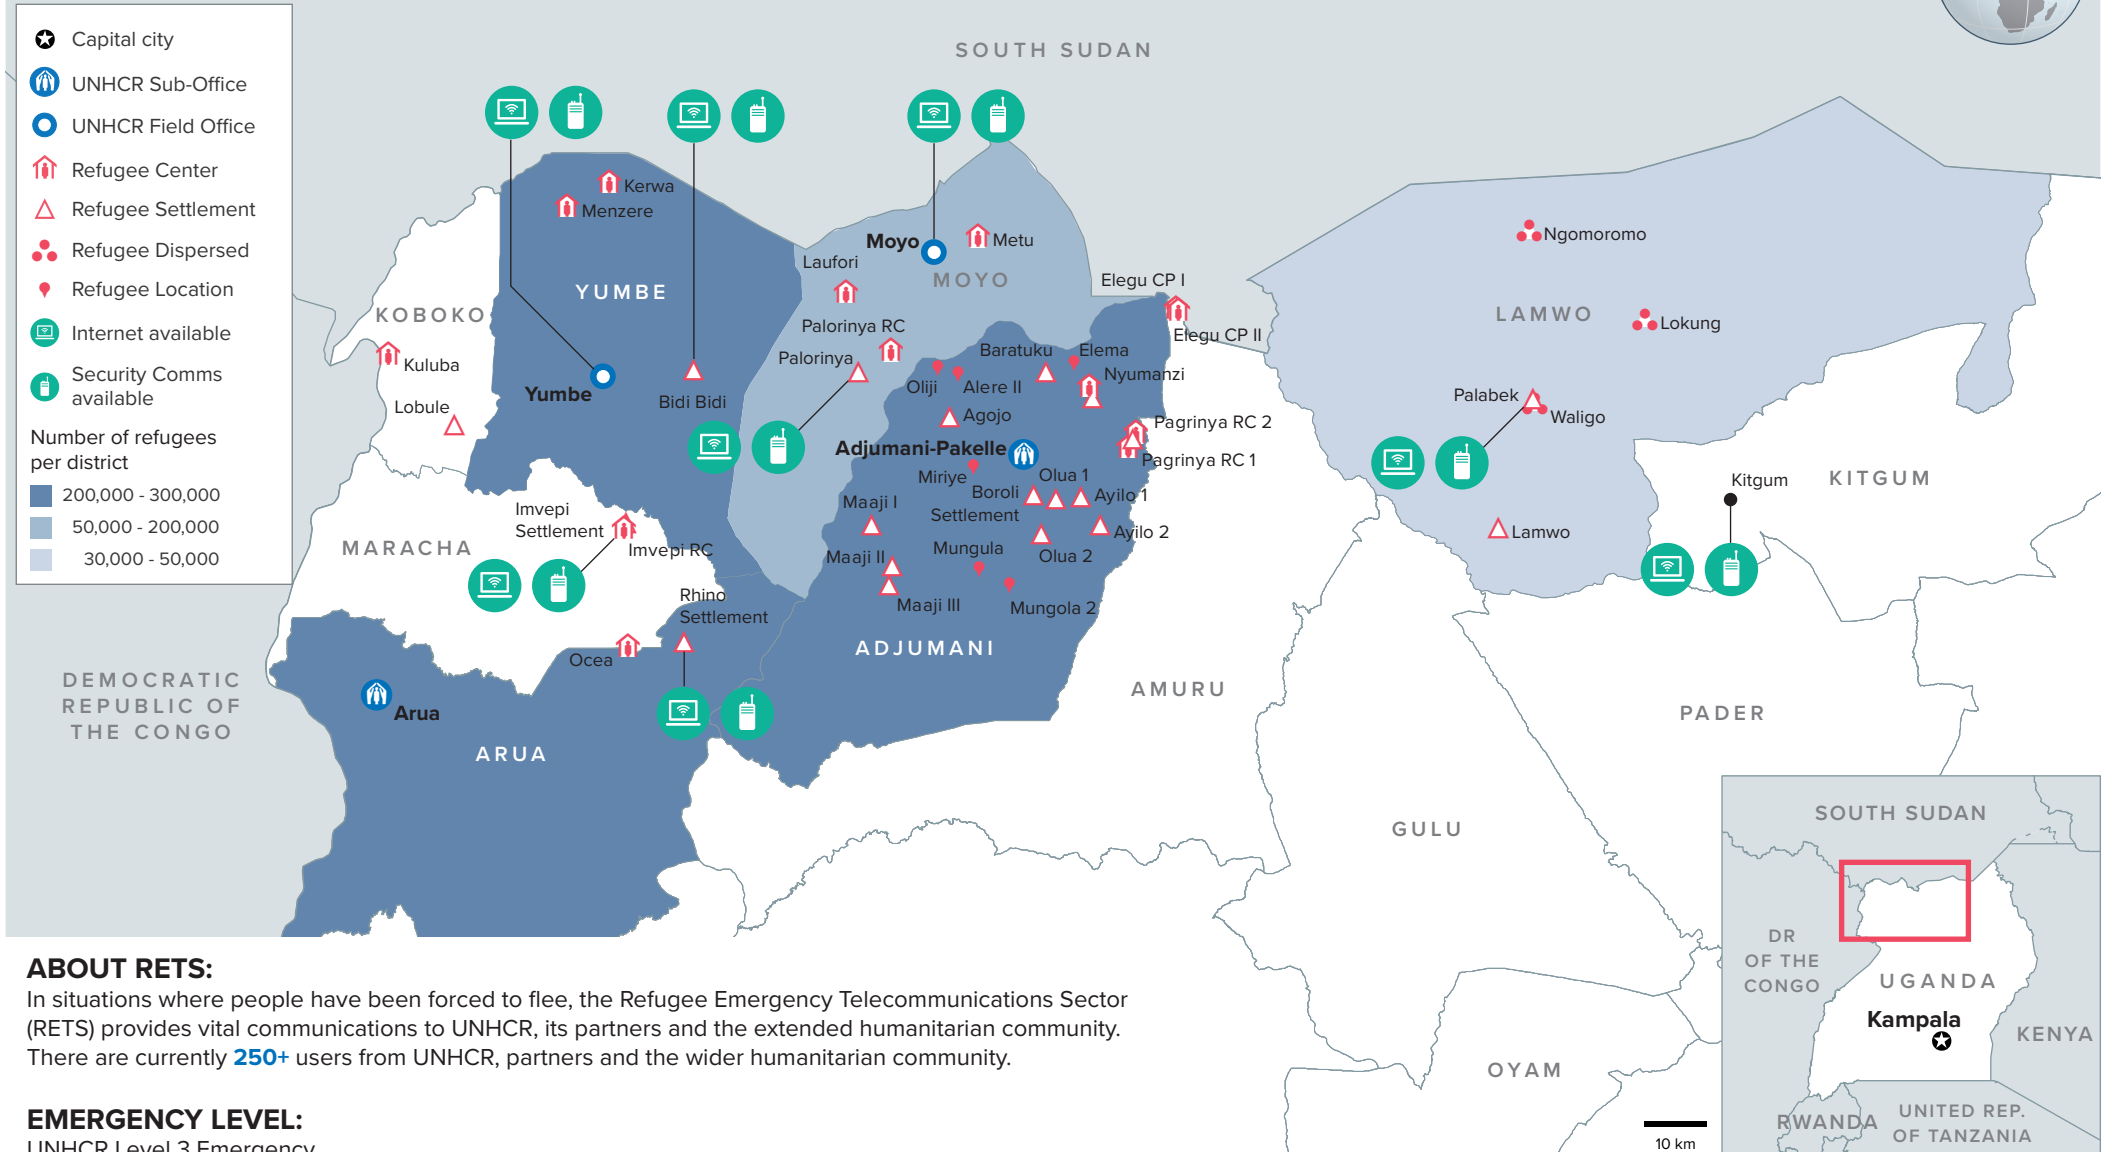 Capital city
UNHCR Sub-Office
UNHCR Field Office
Refugee Center
Refugee Settlement
Refugee Dispersed
Refugee Location
Internet available
Security Comms
available
Number of refugees
per district
200,000 - 300,000
50,000 - 200,000
30,000 - 50,000
SOUTH SUDAN
Kerwa
Menzere
YUMBE
KOBOKO
Kuluba
Lobule
Yumbe
Bidi Bidi
Moyo
Metu
MOYO
Laufori
Palorinya RC
Palorinya
Elegu CP I
Elegu CP II
Baratuku
Elema
Nyumanzi
Oliji
Alere II
Agojo
Pagrinya RC 2
Pagrinya RC 1
Adjumani-Pakelle
Miriye
Olua 1
Boroli
Settlement
Ayilo 1
Ayilo 2
Olua 2
Maaji I
Maaji II
Maaji III
Mungula
Mungola 2
ADJUMANI
Imvepi
Settlement
Imvepi RC
MARACHA
Rhino
Settlement
Ocea
Arua
ARUA
DEMOCRATIC
REPUBLIC OF
THE CONGO
Ngomoromo
LAMWO
Lokung
Palabek
Waligo
Lamwo
Kitgum
KITGUM
AMURU
PADER
GULU
OYAM
10 km
SOUTH SUDAN
DR
OF THE
CONGO
UGANDA
Kampala
KENYA
RWANDA
UNITED REP.
OF TANZANIA
ABOUT RETS:
In situations where people have been forced to flee, the Refugee Emergency Telecommunications Sector
(RETS) provides vital communications to UNHCR, its partners and the extended humanitarian community.
There are currently 250+ users from UNHCR, partners and the wider humanitarian community.
EMERGENCY LEVEL:
UNHCR Level 3 Emergency